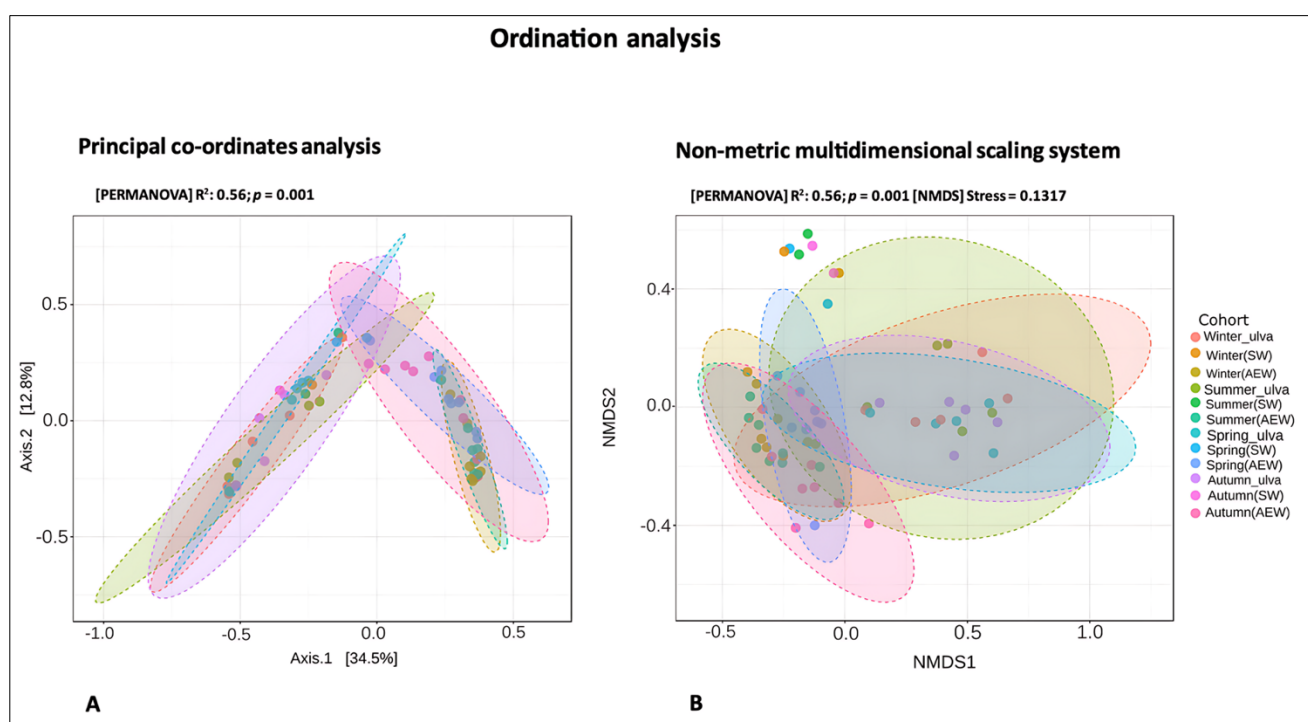 Ordination analysis
Principal co-ordinates analysis
[PERMANOVA] R²: 0.56; p = 0.001
0.5
0.0
-0.5
Axis.2 [12.8%]
-1.0 -0.5 0.0 0.5
Axis.1 [34.5%]
A
Non-metric multidimensional scaling system
[PERMANOVA] R²: 0.56; p = 0.001 [NMDS] Stress = 0.1317
0.4
0.0
-0.4
NMDS2
-0.5 0.0 0.5 1.0
NMDS1
B
Cohort
Winter_ulva
Winter(SW)
Winter(AEW)
Summer_ulva
Summer(SW)
Summer(AEW)
Spring_ulva
Spring(SW)
Spring(AEW)
Autumn_ulva
Autumn(SW)
Autumn(AEW)